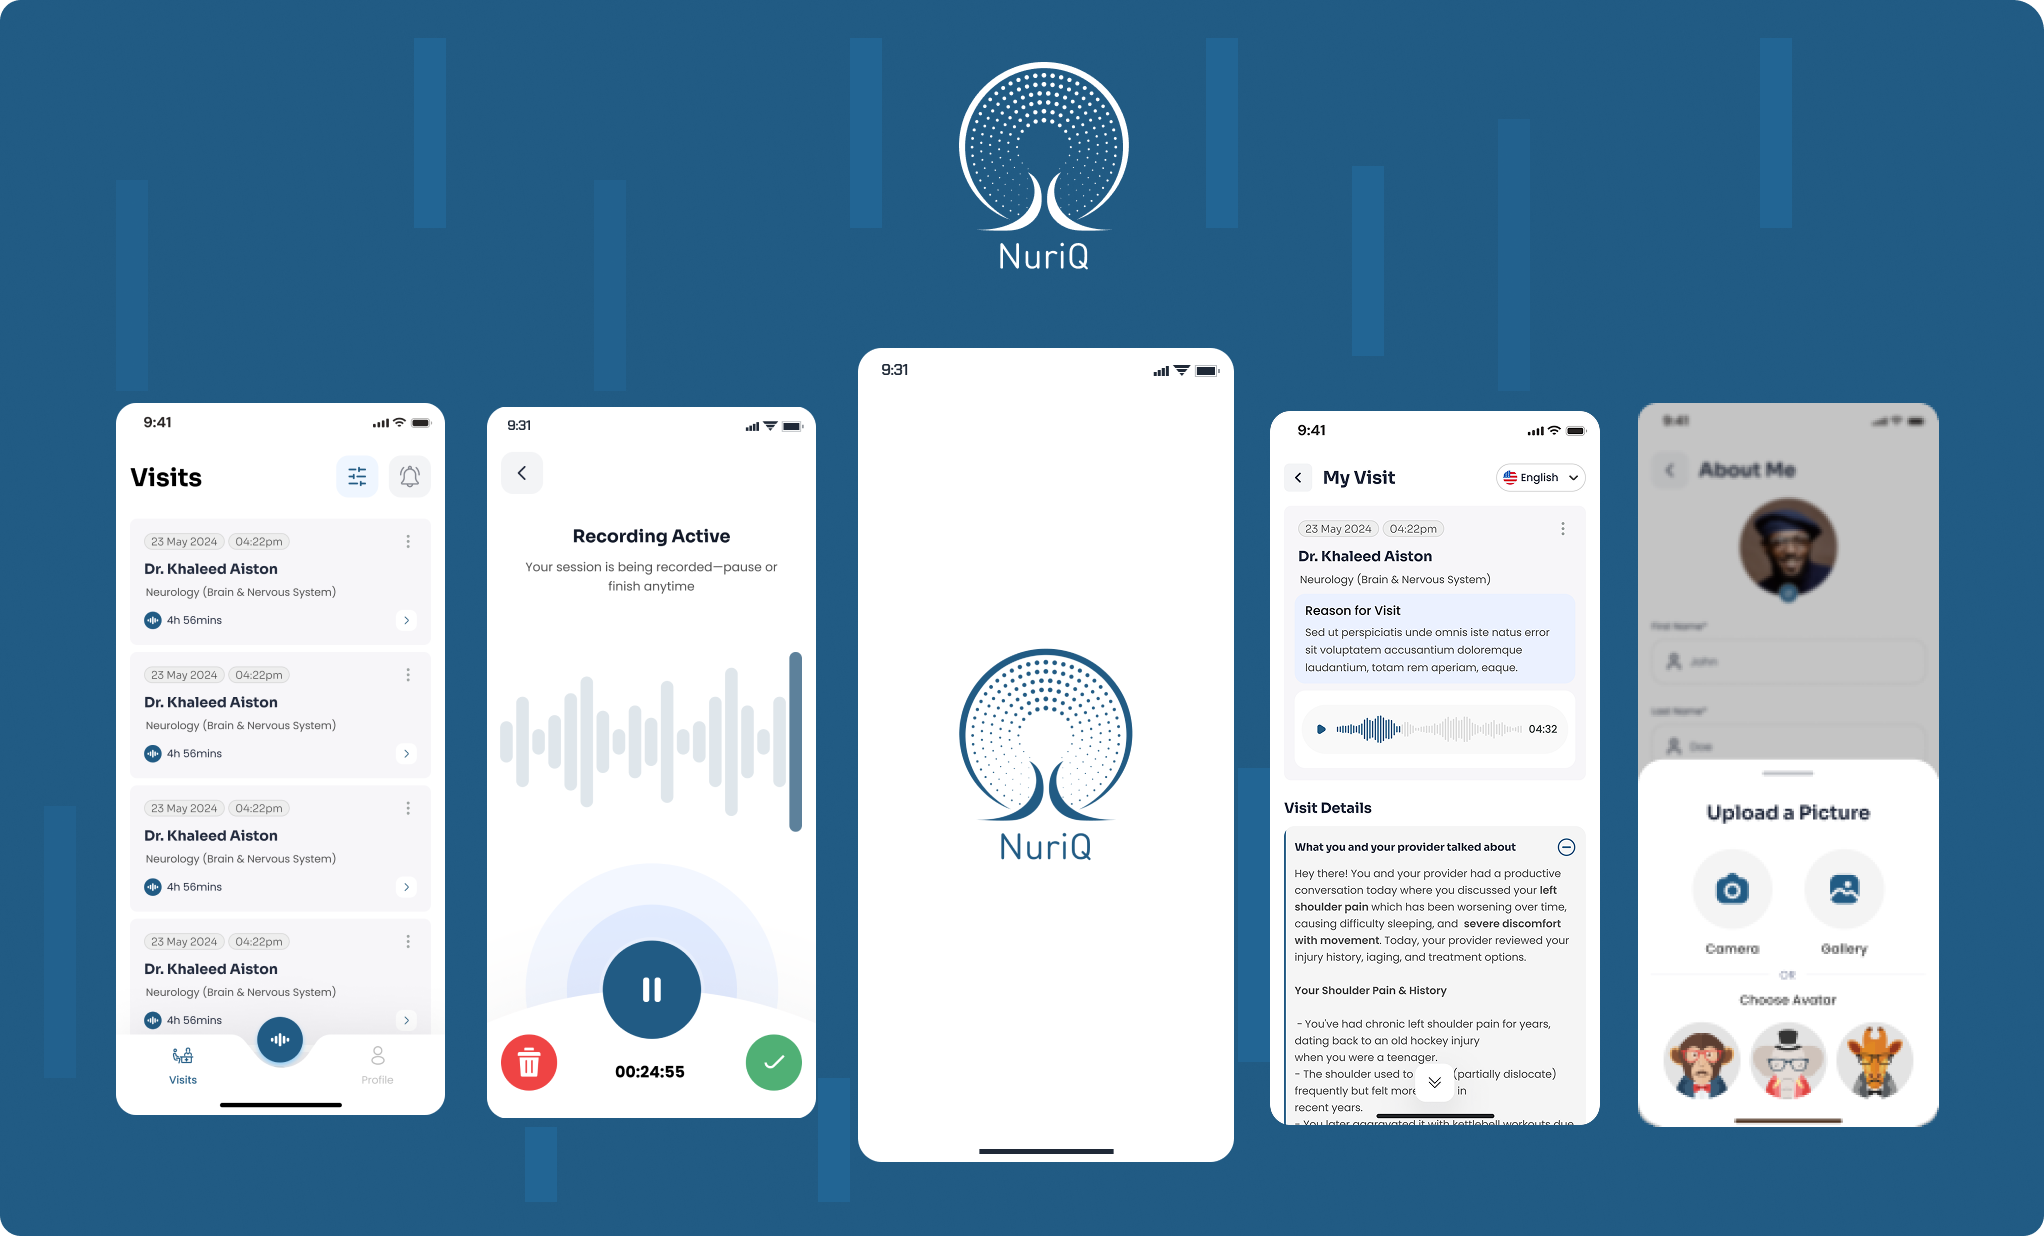 NuriQ
9:41
Visits
23 May 2024 04:22pm
Dr. Khaleed Aiston
Neurology (Brain & Nervous System)
4h 56mins
23 May 2024 04:22pm
Dr. Khaleed Aiston
Neurology (Brain & Nervous System)
4h 56mins
23 May 2024 04:22pm
Dr. Khaleed Aiston
Neurology (Brain & Nervous System)
4h 56mins
23 May 2024 04:22pm
Dr. Khaleed Aiston
Neurology (Brain & Nervous System)
4h 56mins
Visits
Profile
9:31
Recording Active
Your session is being recorded—pause or
finish anytime
00:24:55
9:31
NuriQ
9:41
My Visit
English
23 May 2024 04:22pm
Dr. Khaleed Aiston
Neurology (Brain & Nervous System)
Reason for Visit
Sed ut perspiciatis unde omnis iste natus error
sit voluptatem accusantium doloremque
laudantium, totam rem aperiam, eaque.
04:32
Visit Details
What you and your provider talked about
Hey there! You and your provider had a productive
conversation today where you discussed your left
shoulder pain which has been worsening over time,
causing difficulty sleeping, and severe discomfort
with movement. Today, your provider reviewed your
injury history, iaging, and treatment options.
Your Shoulder Pain & History
- You've had chronic left shoulder pain for years,
dating back to an old hockey injury
when you were a teenager.
- The shoulder used to (partially dislocate)
frequently but felt more in
recent years.
- You later aggravated it with kettlebell workouts due
9:41
About Me
First Name*
John
Last Name*
Doe
Upload a Picture
Camera
Gallery
OR
Choose Avatar